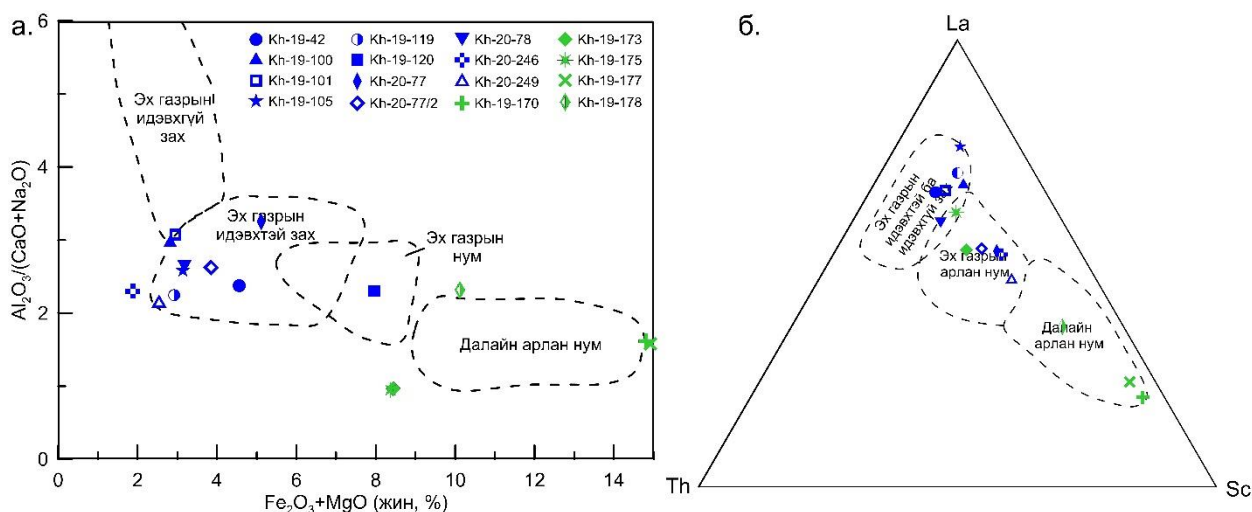 а.
6
4
2
0
Al₂O₃/(CaO+Na₂O)
Kh-19-42
Kh-19-100
Kh-19-101
Kh-19-105
Kh-19-119
Kh-19-120
Kh-20-77
Kh-20-77/2
Kh-20-78
Kh-20-246
Kh-20-249
Kh-19-170
Kh-19-173
Kh-19-175
Kh-19-177
Kh-19-178
Эх газрын
идэвхгүй
зах
Эх газрын
идэвхтэй зах
Эх газрын
нум
Далайн арлан нум
0 2 4 6 8 10 12 14
Fe₂O₃+MgO (жин, %)
б.
La
Эх газрын
идэвхтэй ба
идэвхгүй зах
Эх газрын
арлан нум
Далайн
арлан нум
Th
Sc